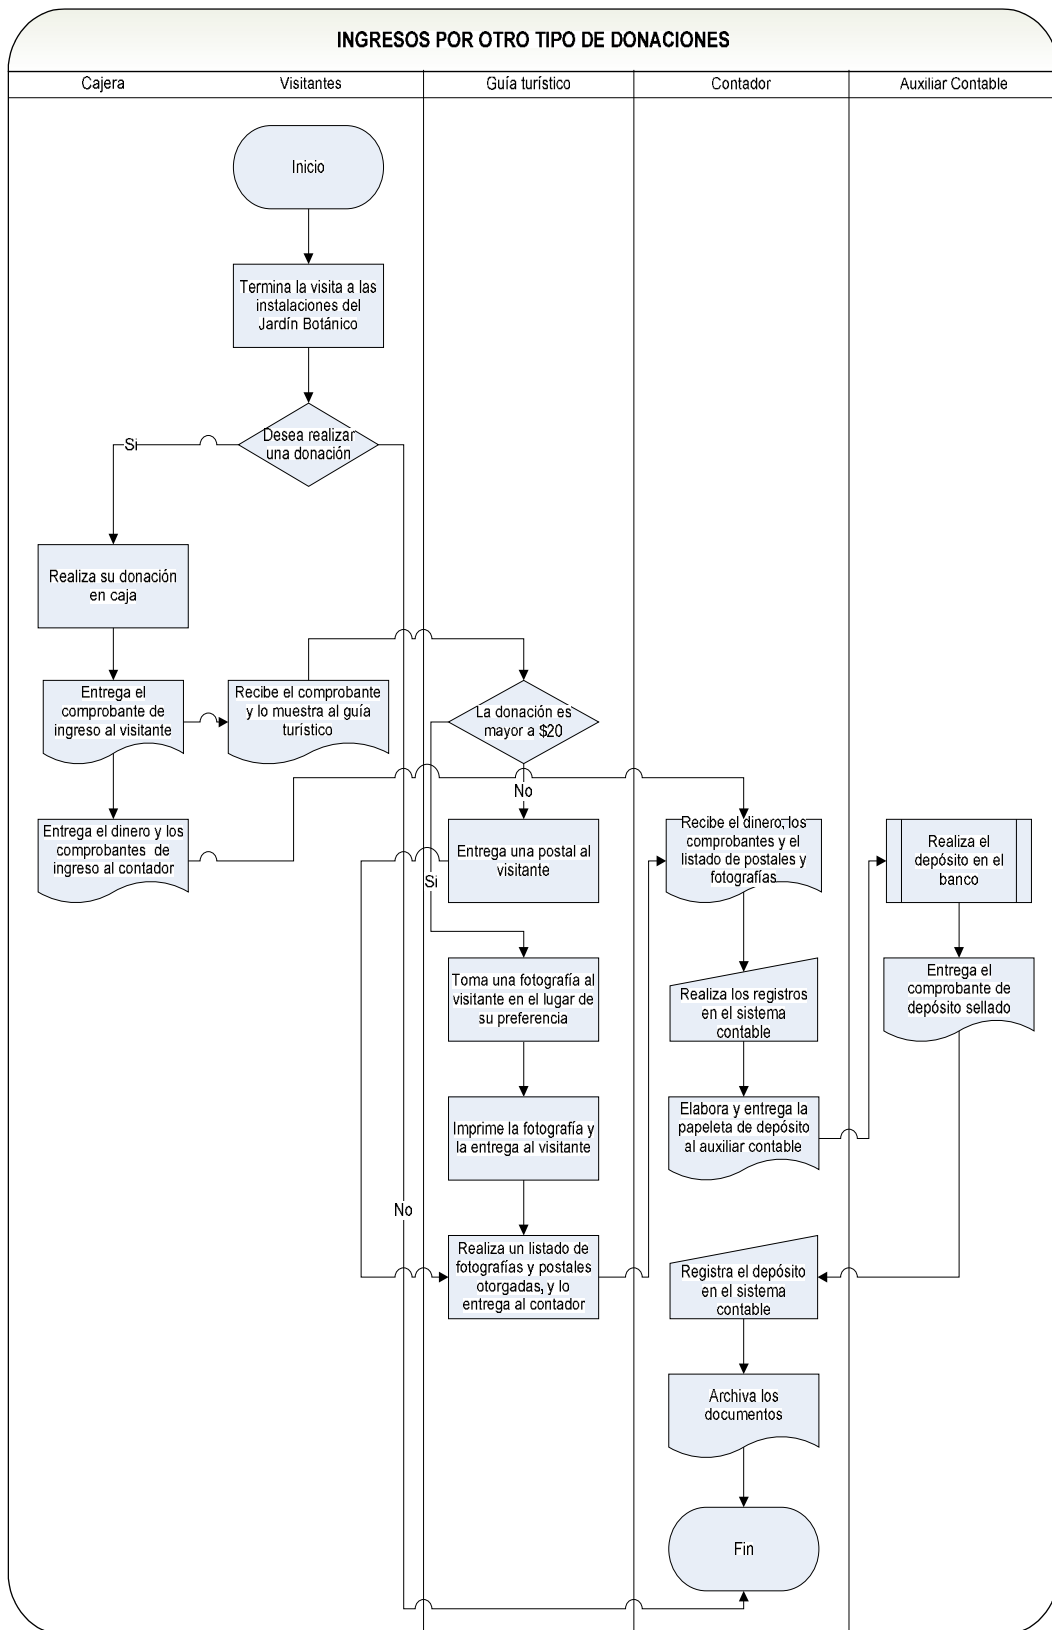 INGRESOS POR OTRO TIPO DE DONACIONES
Cajera
Visitantes
Guía turístico
Contador
Auxiliar Contable
Inicio
Termina la visita a las
instalaciones del
Jardín Botánico
Desea realizar
una donación
Si
Realiza su donación
en caja
Entrega el
comprobante de
ingreso al visitante
Recibe el comprobante
y lo muestra al guía
turístico
La donación es
mayor a $20
No
Entrega el dinero y los
comprobantes de
ingreso al contador
Entrega una postal al
visitante
Recibe el dinero, los
comprobantes y el
listado de postales y
fotografías
Realiza el
depósito en el
banco
Si
Toma una fotografía al
visitante en el lugar de
su preferencia
Realiza los registros
en el sistema
contable
Entrega el
comprobante de
depósito sellado
Imprime la fotografía y
la entrega al visitante
Elabora y entrega la
papeleta de depósito
al auxiliar contable
No
Realiza un listado de
fotografías y postales
otorgadas, y lo
entrega al contador
Registra el depósito
en el sistema
contable
Archiva los
documentos
Fin